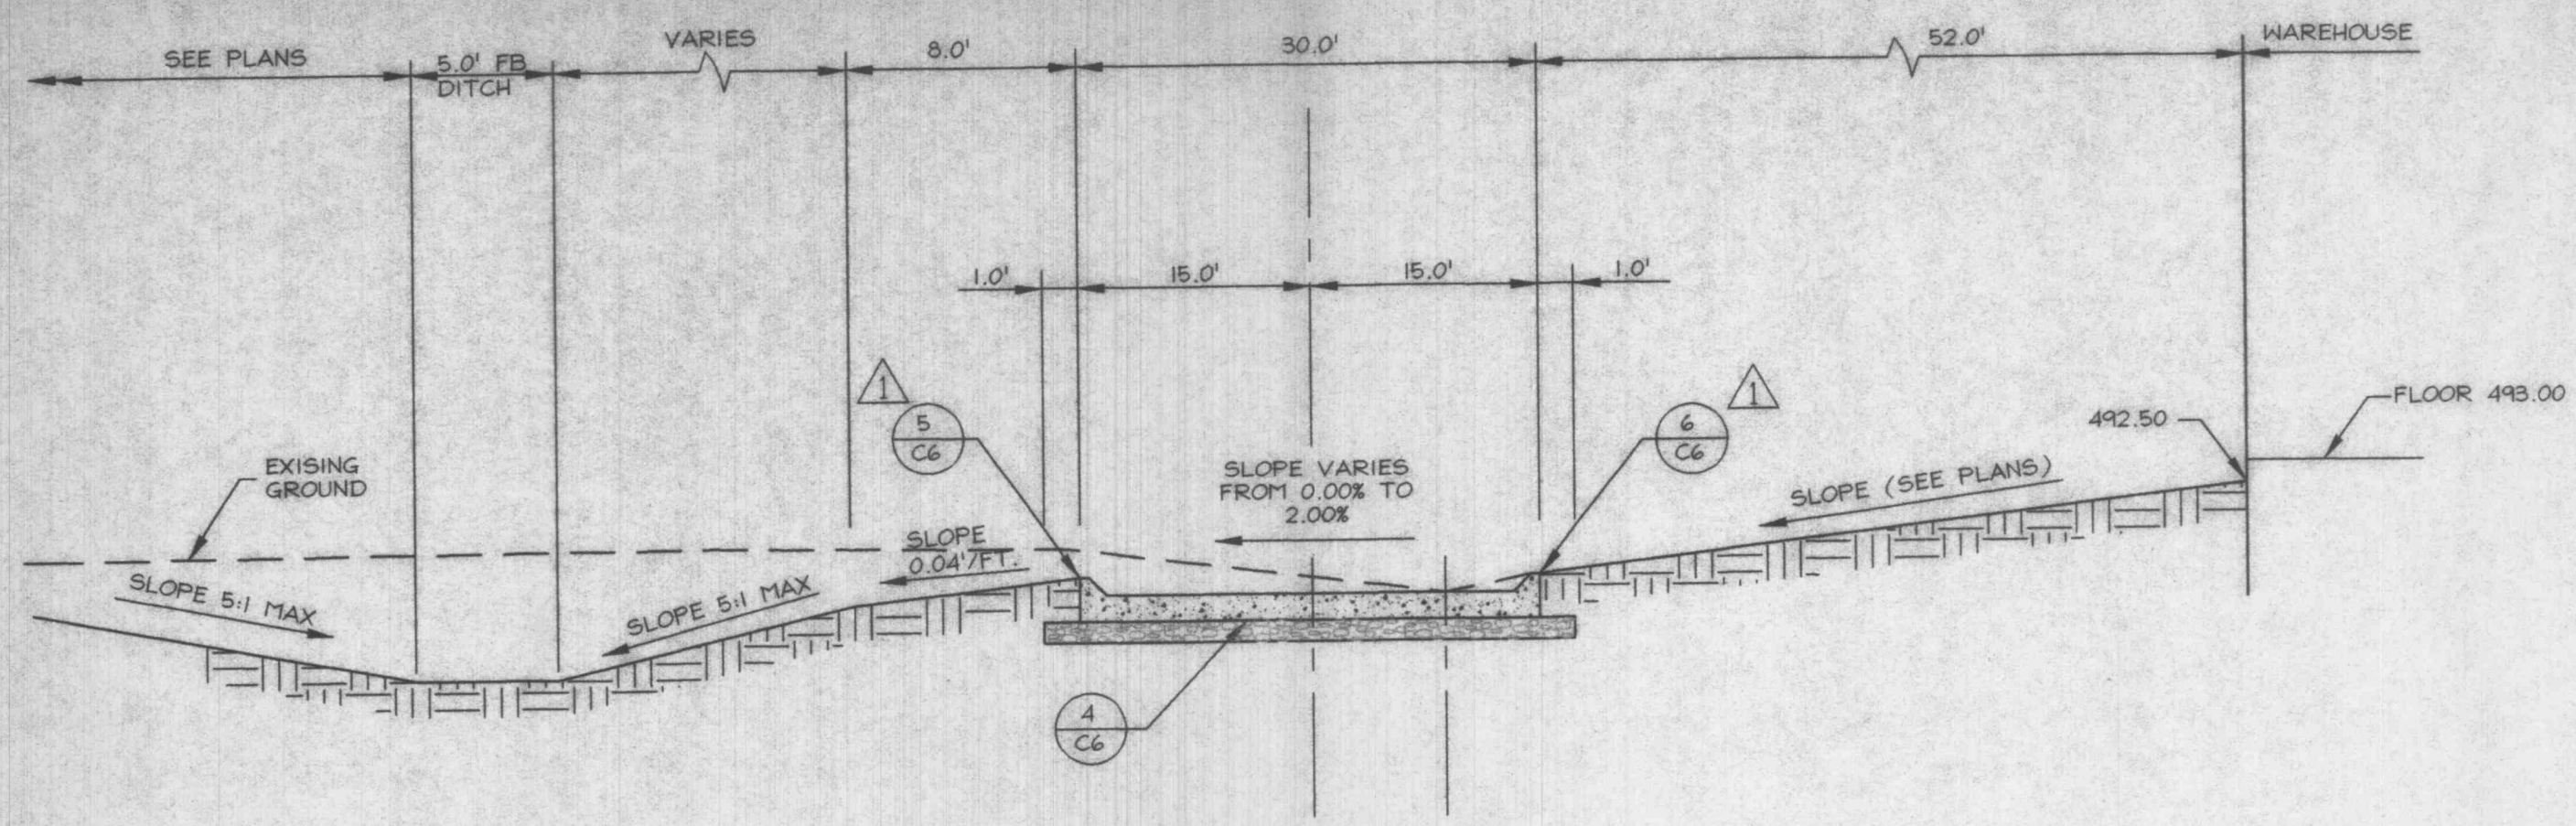 SEE PLANS
5.0' FB
DITCH
VARIES
8.0'
30.0'
52.0'
WAREHOUSE
1.0'
15.0'
15.0'
1.0'
1
5
C6
6
C6
1
FLOOR 493.00
492.50
EXISING
GROUND
SLOPE VARIES
FROM 0.00% TO
2.00%
SLOPE (SEE PLANS)
SLOPE
0.04'/FT.
SLOPE 5:1 MAX
SLOPE 5:1 MAX
4
C6